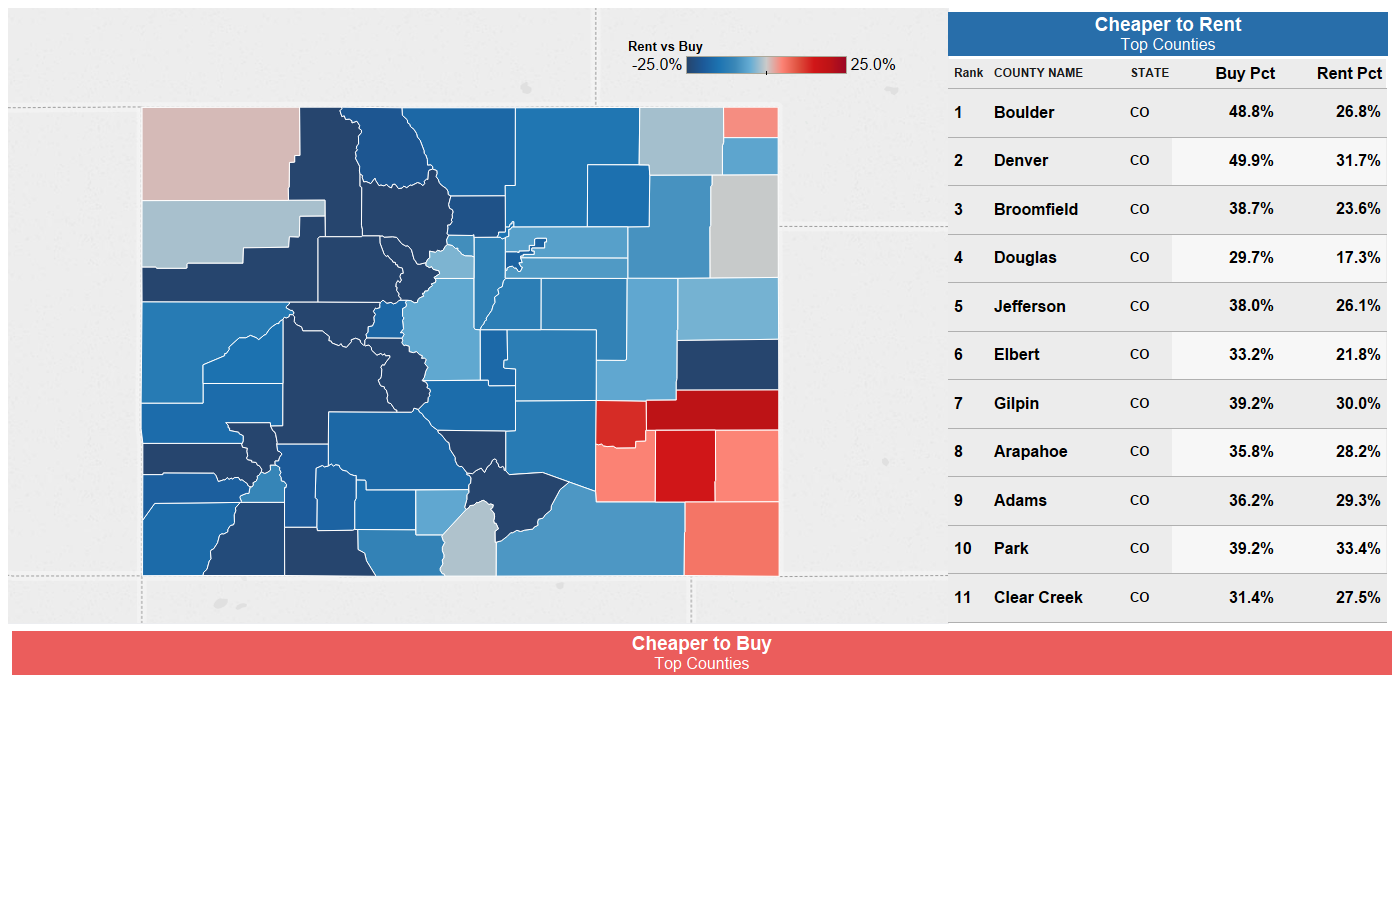 Rent vs Buy
-25.0% 25.0%
Cheaper to Rent
Top Counties
Rank COUNTY NAME STATE Buy Pct Rent Pct
1 Boulder CO 48.8% 26.8%
2 Denver CO 49.9% 31.7%
3 Broomfield CO 38.7% 23.6%
4 Douglas CO 29.7% 17.3%
5 Jefferson CO 38.0% 26.1%
6 Elbert CO 33.2% 21.8%
7 Gilpin CO 39.2% 30.0%
8 Arapahoe CO 35.8% 28.2%
9 Adams CO 36.2% 29.3%
10 Park CO 39.2% 33.4%
11 Clear Creek CO 31.4% 27.5%
Cheaper to Buy
Top Counties